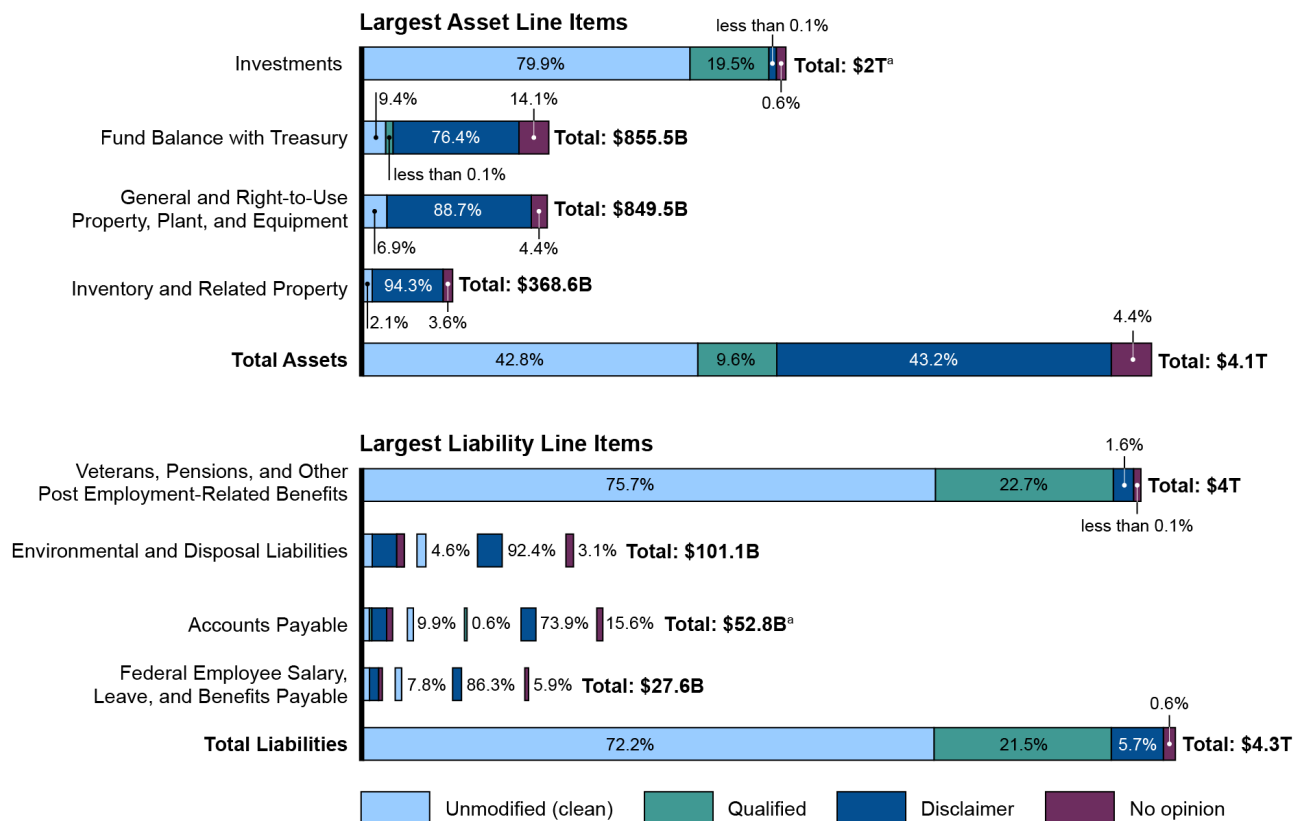 Largest Asset Line Items
less than 0.1%
Investments
79.9%
19.5%
Total: $2Tᵃ
0.6%
9.4%
14.1%
Fund Balance with Treasury
76.4%
Total: $855.5B
less than 0.1%
General and Right-to-Use
Property, Plant, and Equipment
88.7%
Total: $849.5B
6.9%
4.4%
Inventory and Related Property
94.3%
Total: $368.6B
2.1%
3.6%
4.4%
Total Assets
42.8%
9.6%
43.2%
Total: $4.1T
Largest Liability Line Items
1.6%
Veterans, Pensions, and Other
Post Employment-Related Benefits
75.7%
22.7%
Total: $4T
less than 0.1%
Environmental and Disposal Liabilities
4.6%
92.4%
3.1%
Total: $101.1B
Accounts Payable
9.9%
0.6%
73.9%
15.6%
Total: $52.8Bᵃ
Federal Employee Salary,
Leave, and Benefits Payable
7.8%
86.3%
5.9%
Total: $27.6B
0.6%
Total Liabilities
72.2%
21.5%
5.7%
Total: $4.3T
Unmodified (clean)
Qualified
Disclaimer
No opinion